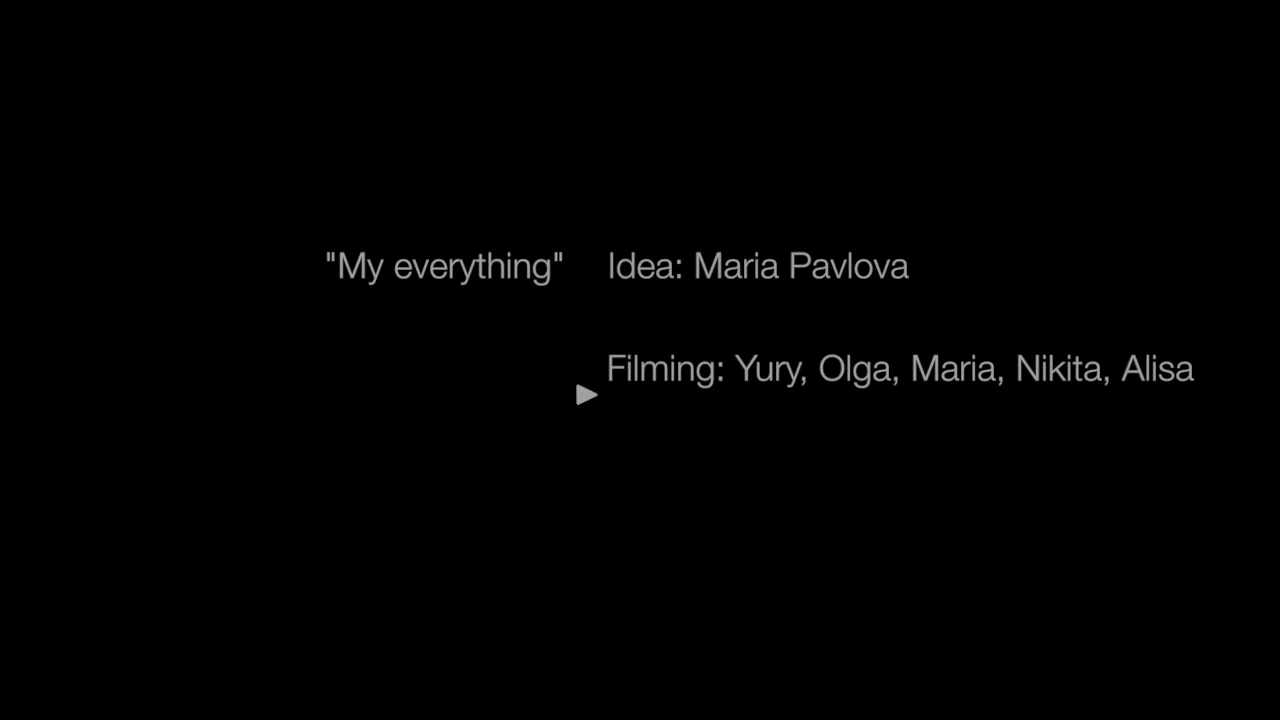 "My everything" Idea: Maria Pavlova
Filming: Yury, Olga, Maria, Nikita, Alisa